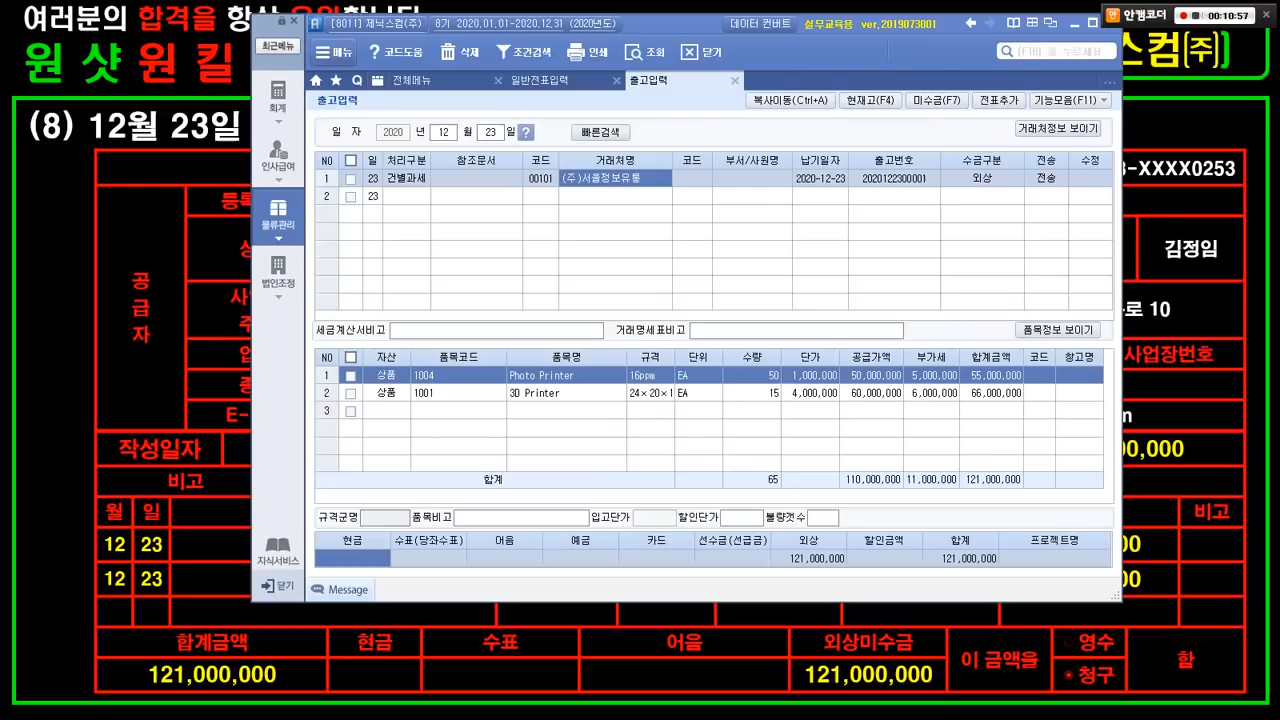 여러분의 합격을 항상
원 샷 원 킬
스컴(주)]
안캠코더
00:10:57
(8) 12월 23일
-XXXX0253
등록
김정임
공
급
자
로 10
사업장번호
E-
m
작성일자
00,000
비고
월 일
비고
12 23
00
12 23
00
합계금액 현금 수표 어음 외상미수금 이 금액을 영수 함
121,000,000 121,000,000 청구
[8011] 제닉스컴(주) 8기 2020.01.01~2020.12.31 (2020년도) 데이터 컨버트 실무교육용 ver.2019073001
최근메뉴
메뉴 ? 코드도움 삭제 조건검색 인쇄 조회 닫기
전체메뉴 일반전표입력 출고입력
회계
인사급여
물류관리
법인조정
지식서비스
닫기
출고입력 복사이동(Ctrl+A) 현재고(F4) 미수금(F7) 전표추가 기능모음(F11)
일 자 2020 년 12 월 23 일 ? 빠른검색 거래처정보 보이기
NO 일 처리구분 참조문서 코드 거래처명 코드 부서/사원명 납기일자 출고번호 수금구분 전송 수정
1 23 건별과세 00101 (주)서울정보유통 2020-12-23 2020122300001 외상 전송
2 23
세금계산서비고 거래명세표비고 품목정보 보이기
NO 자산 품목코드 품목명 규격 단위 수량 단가 공급가액 부가세 합계금액 코드 창고명
1 상품 1004 Photo Printer 16ppm EA 50 1,000,000 50,000,000 5,000,000 55,000,000
2 상품 1001 3D Printer 24×20×1 EA 15 4,000,000 60,000,000 6,000,000 66,000,000
3
합계 65 110,000,000 11,000,000 121,000,000
규격군명 품목비고 입고단가 할인단가 불량갯수
현금 수표(당좌수표) 어음 예금 카드 선수금(선급금) 외상 할인금액 합계 프로젝트명
121,000,000 121,000,000
Message